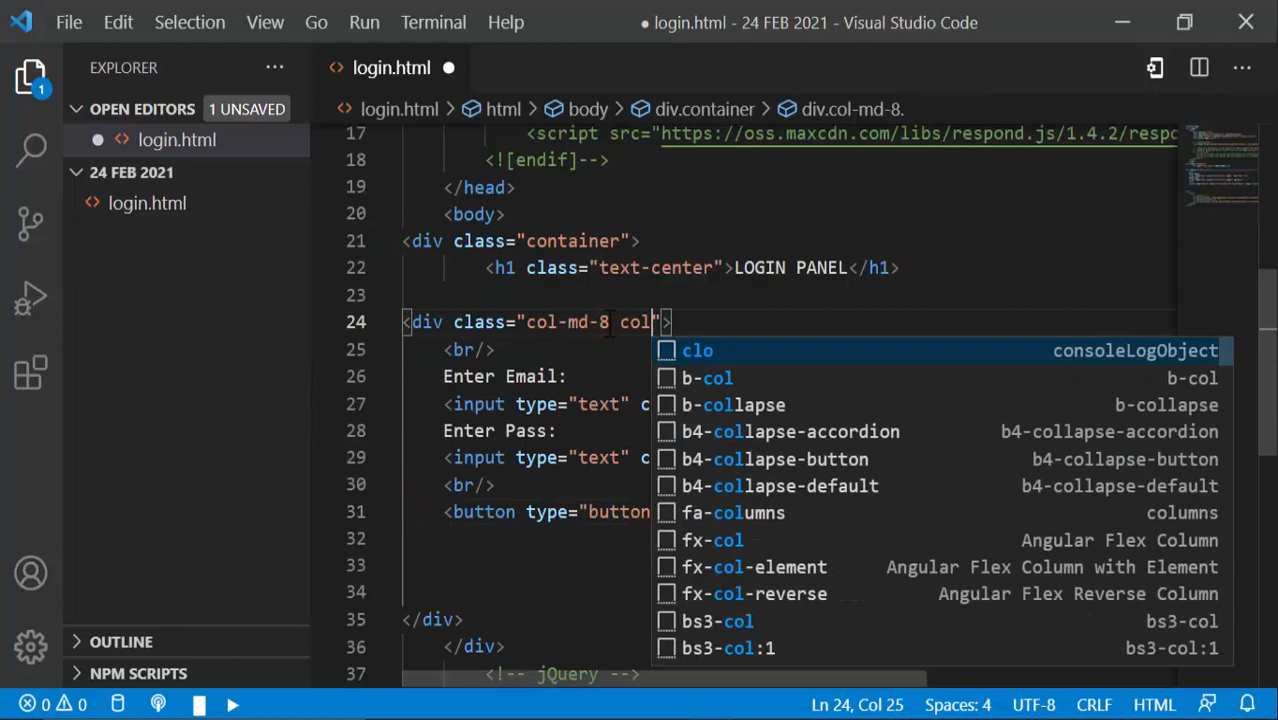 File Edit Selection View Go Run Terminal Help ● login.html - 24 FEB 2021 - Visual Studio Code
EXPLORER ···
login.html ●
1
OPEN EDITORS 1 UNSAVED
login.html > html > body > div.container > div.col-md-8.
● login.html
24 FEB 2021
login.html
17 <script src="https://oss.maxcdn.com/libs/respond.js/1.4.2/respo
18 <![endif]-->
19 </head>
20 <body>
21 <div class="container">
22 <h1 class="text-center">LOGIN PANEL</h1>
23
24 <div class="col-md-8 col">
25 <br/>
26 Enter Email:
27 <input type="text" c
28 Enter Pass:
29 <input type="text" c
30 <br/>
31 <button type="button
32
33
34
35 </div>
36 </div>
37 <!-- jQuery -->
clo consoleLogObject
b-col b-col
b-collapse b-collapse
b4-collapse-accordion b4-collapse-accordion
b4-collapse-button b4-collapse-button
b4-collapse-default b4-collapse-default
fa-columns columns
fx-col Angular Flex Column
fx-col-element Angular Flex Column with Element
fx-col-reverse Angular Flex Reverse Column
bs3-col bs3-col
bs3-col:1 bs3-col:1
OUTLINE
NPM SCRIPTS
0 0 Ln 24, Col 25 Spaces: 4 UTF-8 CRLF HTML